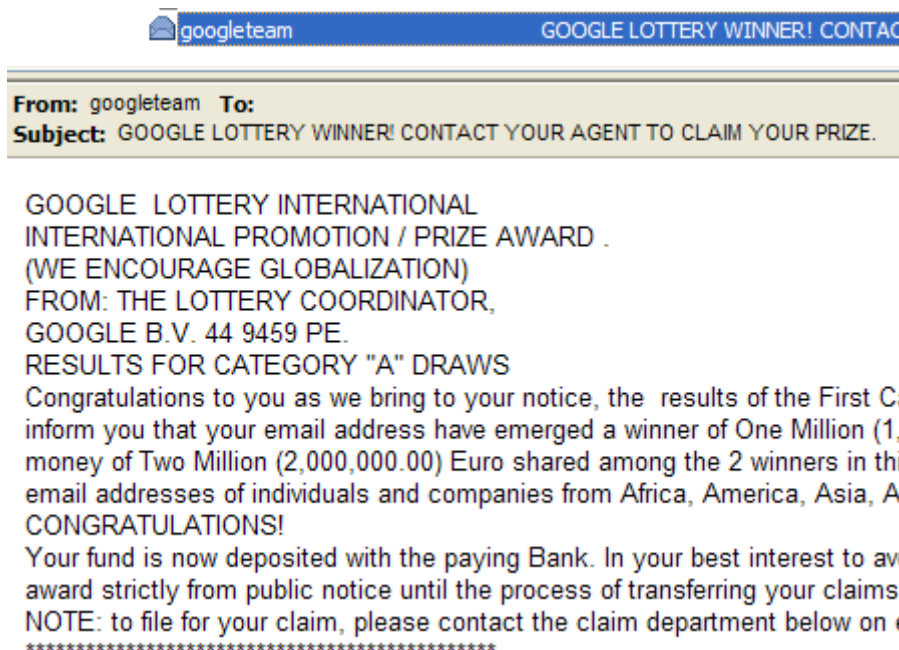 googleteam GOOGLE LOTTERY WINNER! CONTAC
From: googleteam To:
Subject: GOOGLE LOTTERY WINNER! CONTACT YOUR AGENT TO CLAIM YOUR PRIZE.
GOOGLE LOTTERY INTERNATIONAL
INTERNATIONAL PROMOTION / PRIZE AWARD .
(WE ENCOURAGE GLOBALIZATION)
FROM: THE LOTTERY COORDINATOR,
GOOGLE B.V. 44 9459 PE.
RESULTS FOR CATEGORY "A" DRAWS
Congratulations to you as we bring to your notice, the results of the First Ca
inform you that your email address have emerged a winner of One Million (1,
money of Two Million (2,000,000.00) Euro shared among the 2 winners in thi
email addresses of individuals and companies from Africa, America, Asia, A
CONGRATULATIONS!
Your fund is now deposited with the paying Bank. In your best interest to av
award strictly from public notice until the process of transferring your claims
NOTE: to file for your claim, please contact the claim department below on e
***********************************************